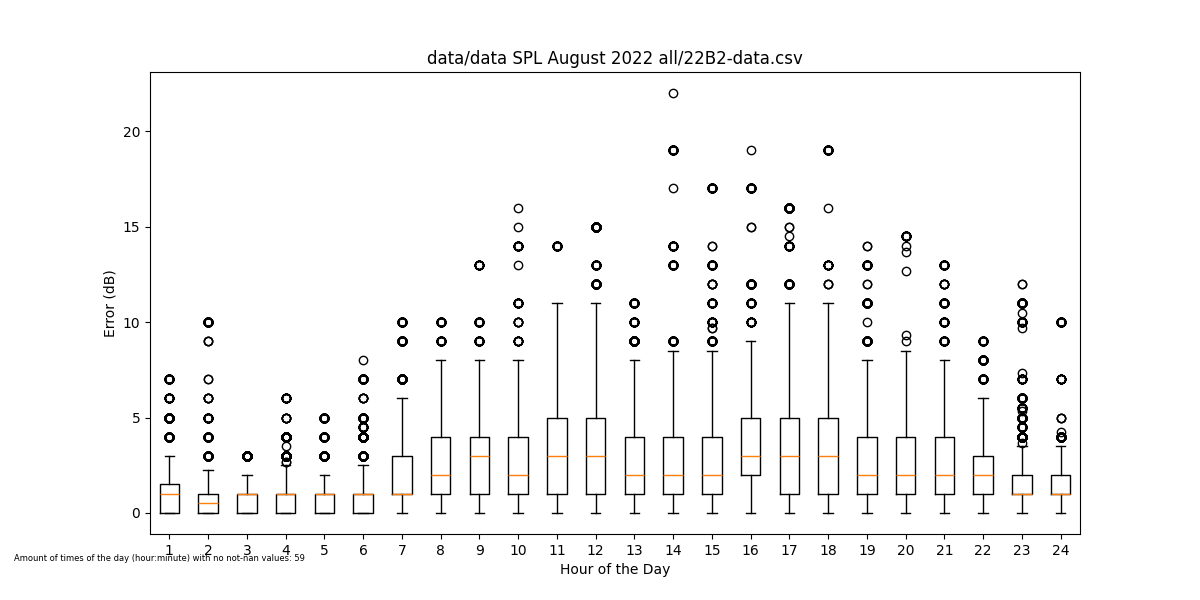 data/data SPL August 2022 all/22B2-data.csv
20
15
10
5
0
Error (dB)
1 2 3 4 5 6 7 8 9 10 11 12 13 14 15 16 17 18 19 20 21 22 23 24
Amount of times of the day (hour:minute) with no not-nan values: 59
Hour of the Day